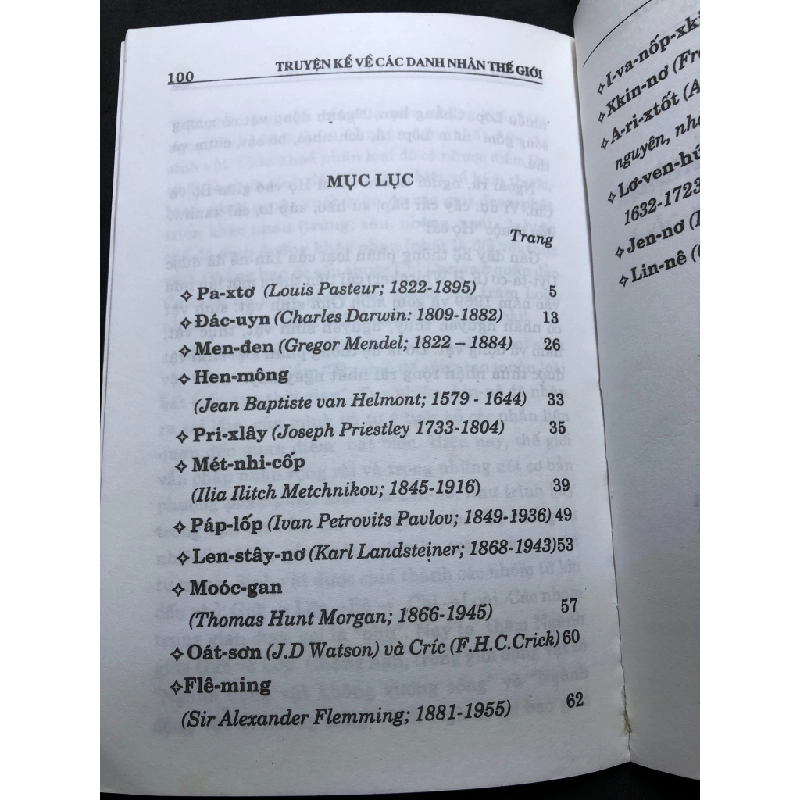 100
TRUYỆN KỂ VỀ CÁC DANH NHÂN THẾ GIỚI
MỤC LỤC
Trang
✧ Pa-xtơ (Louis Pasteur; 1822-1895) 5
✧ Đác-uyn (Charles Darwin: 1809-1882) 13
✧ Men-đen (Gregor Mendel; 1822 – 1884) 26
✧ Hen-mông
(Jean Baptiste van Helmont; 1579 - 1644) 33
✧ Pri-xlây (Joseph Priestley 1733-1804) 35
✧ Mét-nhi-cốp
(Ilia Ilitch Metchnikov; 1845-1916) 39
✧ Páp-lốp (Ivan Petrovits Pavlov; 1849-1936) 49
✧ Len-stây-nơ (Karl Landsteiner; 1868-1943) 53
✧ Moóc-gan
(Thomas Hunt Morgan; 1866-1945) 57
✧ Oát-sơn (J.D Watson) và Críc (F.H.C.Crick) 60
✧ Flê-ming
(Sir Alexander Flemming; 1881-1955) 62
✧ I-va-nốp-xki
✧ Xkin-nơ (Fr
✧ A-ri-xtốt (A
nguyên, nh
✧ Lơ-ven-hú
1632-1723
✧ Jen-nơ (
✧ Lin-nê (